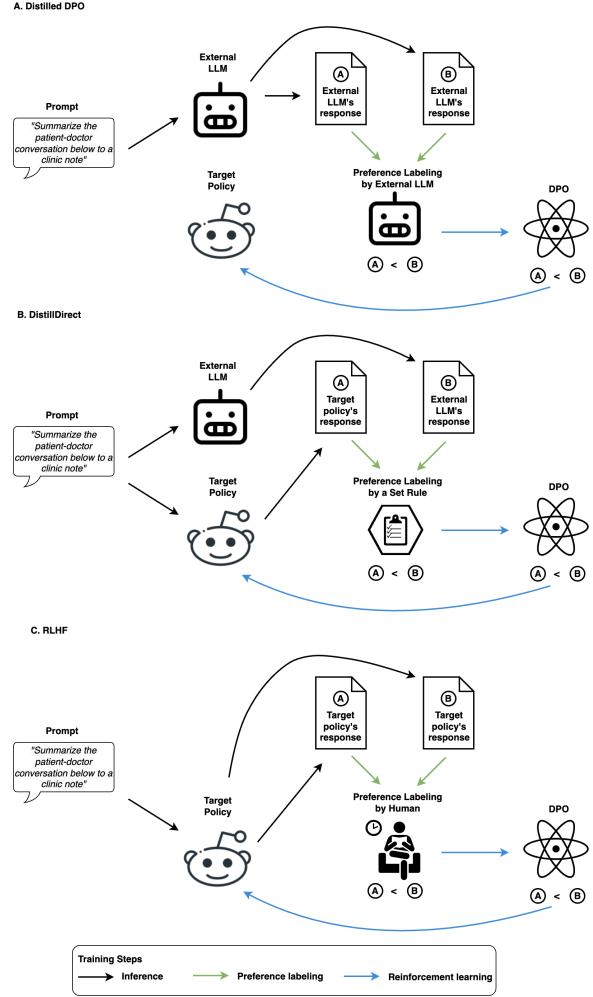 A. Distilled DPO
External
LLM
A
External
LLM's
response
B
External
LLM's
response
Prompt
"Summarize the
patient-doctor
conversation below to a
clinic note"
Target
Policy
Preference Labeling
by External LLM
DPO
A < B
A < B
B. DistillDirect
External
LLM
A
Target
policy's
response
B
External
LLM's
response
Prompt
"Summarize the
patient-doctor
conversation below to a
clinic note"
Target
Policy
Preference Labeling
by a Set Rule
DPO
A < B
A < B
C. RLHF
A
Target
policy's
response
B
Target
policy's
response
Prompt
"Summarize the
patient-doctor
conversation below to a
clinic note"
Target
Policy
Preference Labeling
by Human
DPO
A < B
A < B
Training Steps
Inference
Preference labeling
Reinforcement learning